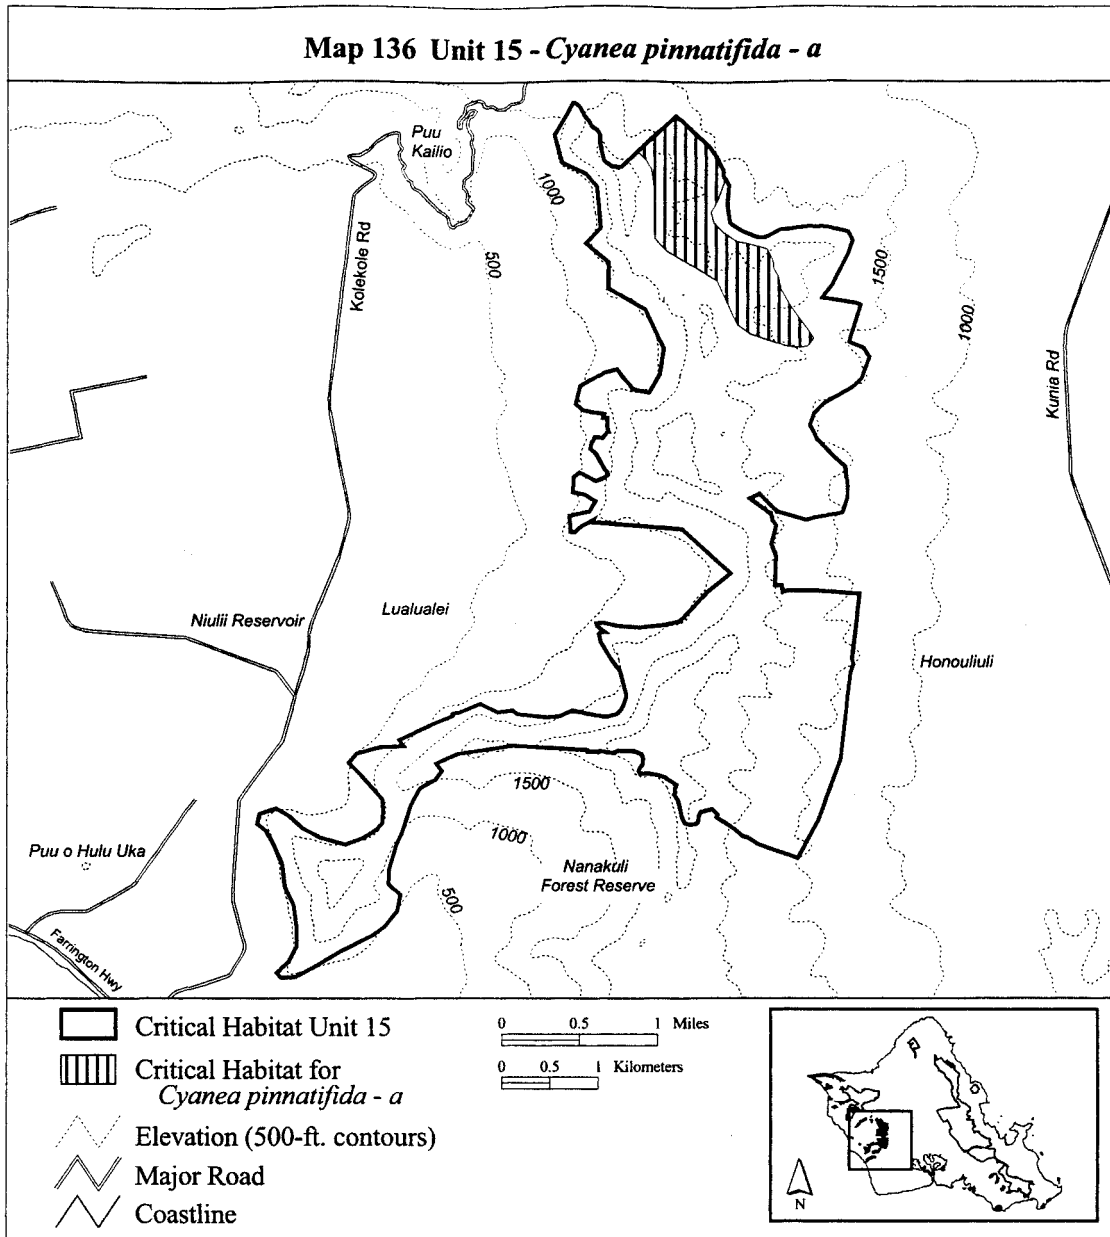 Map 136 Unit 15 - Cyanea pinnatifida - a
Puu
Kailio
1000
Kolekole Rd
500
1500
1000
Kunia Rd
Niulii Reservoir
Lualualei
Honouliuli
1500
1000
Puu o Hulu Uka
Nanakuli
Forest Reserve
500
Farrington Hwy
Critical Habitat Unit 15
Critical Habitat for
Cyanea pinnatifida - a
Elevation (500-ft. contours)
Major Road
Coastline
0 0.5 1 Miles
0 0.5 1 Kilometers
N